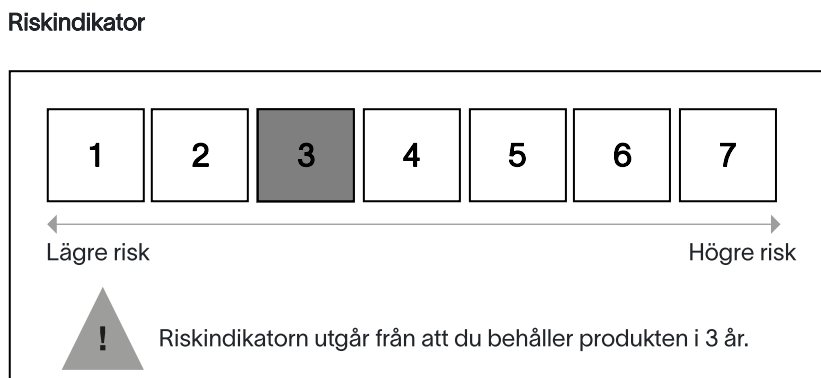 Riskindikator
1 2 3 4 5 6 7
Lägre risk Högre risk
! Riskindikatorn utgår från att du behåller produkten i 3 år.